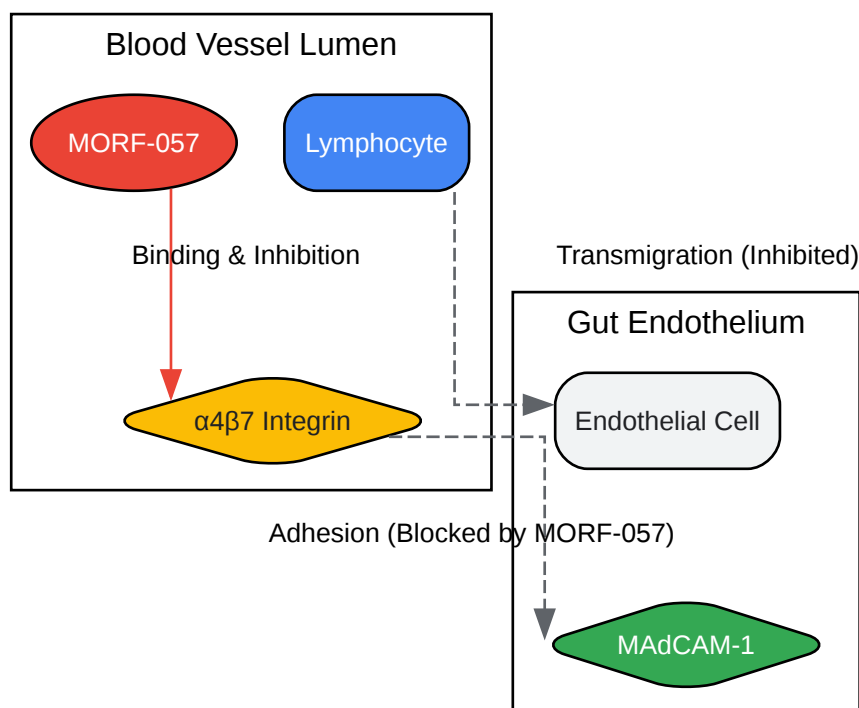 Blood Vessel Lumen
MORF-057
Lymphocyte
Binding & Inhibition
Transmigration (Inhibited)
Gut Endothelium
α4β7 Integrin
Endothelial Cell
Adhesion (Blocked by MORF-057)
MAdCAM-1